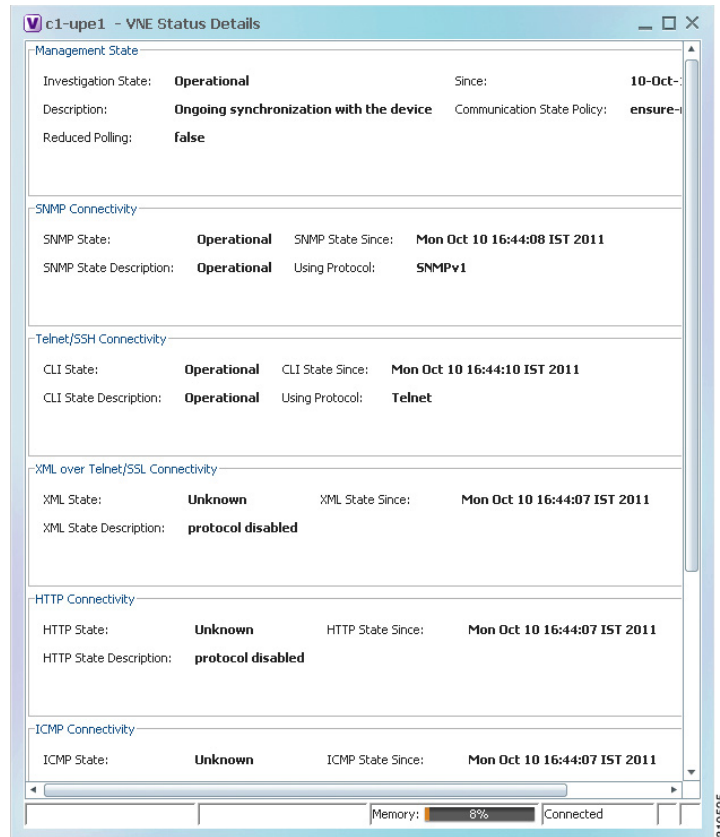 c1-upe1 - VNE Status Details
Management State
Investigation State: Operational Since: 10-Oct-
Description: Ongoing synchronization with the device Communication State Policy: ensure-
Reduced Polling: false
SNMP Connectivity
SNMP State: Operational SNMP State Since: Mon Oct 10 16:44:08 IST 2011
SNMP State Description: Operational Using Protocol: SNMPv1
Telnet/SSH Connectivity
CLI State: Operational CLI State Since: Mon Oct 10 16:44:10 IST 2011
CLI State Description: Operational Using Protocol: Telnet
XML over Telnet/SSL Connectivity
XML State: Unknown XML State Since: Mon Oct 10 16:44:07 IST 2011
XML State Description: protocol disabled
HTTP Connectivity
HTTP State: Unknown HTTP State Since: Mon Oct 10 16:44:07 IST 2011
HTTP State Description: protocol disabled
ICMP Connectivity
ICMP State: Unknown ICMP State Since: Mon Oct 10 16:44:07 IST 2011
Memory: 8% Connected